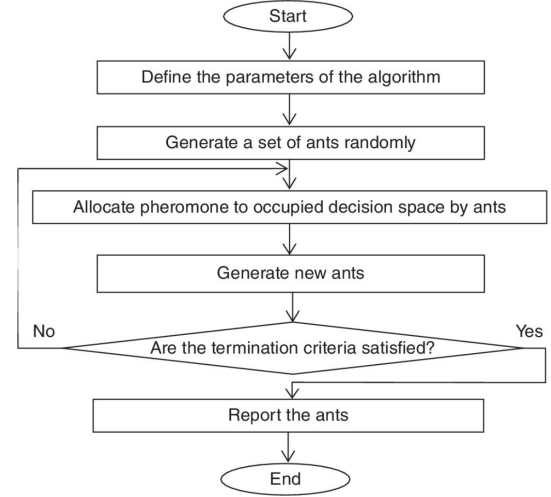 Start
Define the parameters of the algorithm
Generate a set of ants randomly
Allocate pheromone to occupied decision space by ants
Generate new ants
No
Yes
Are the termination criteria satisfied?
Report the ants
End